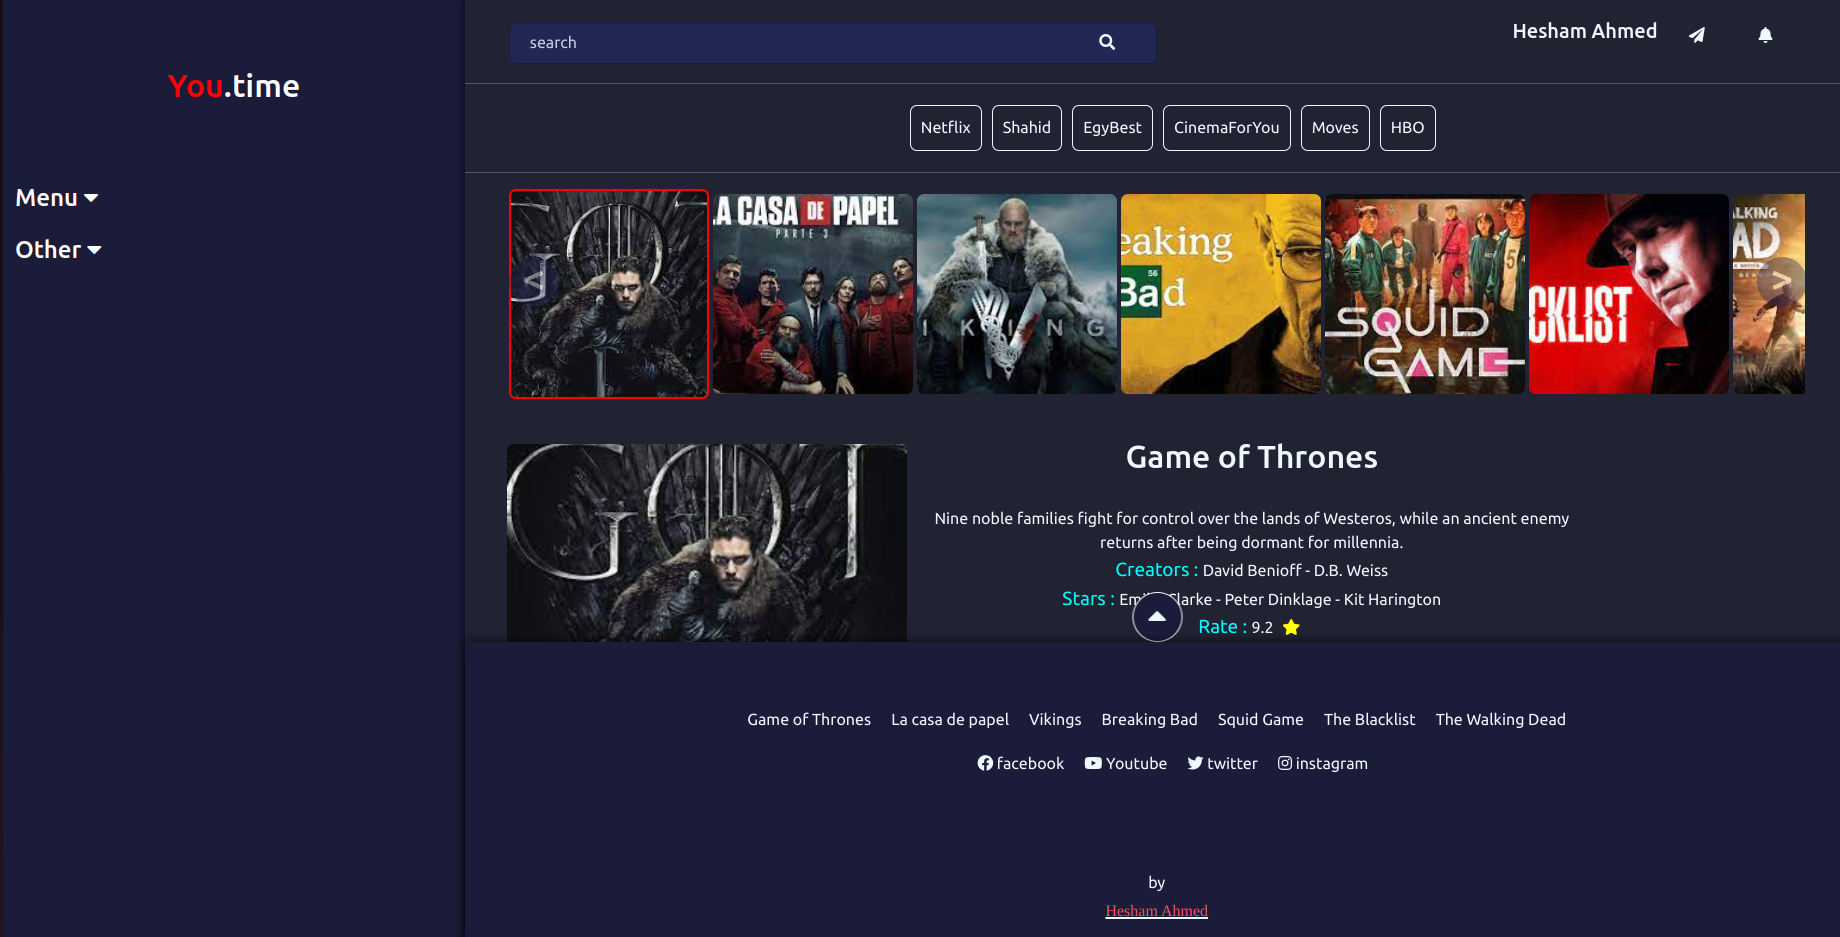 You.time
Menu
Other
search
Hesham Ahmed
Netflix
Shahid
EgyBest
CinemaForYou
Moves
HBO
GOT
<
LA CASA DE PAPEL
PARTE 3
IKING
eaking
56
Bad
SQUID
GAME
CKLIST
LKING
AD
>
GOT
Game of Thrones
Nine noble families fight for control over the lands of Westeros, while an ancient enemy
returns after being dormant for millennia.
Creators : David Benioff - D.B. Weiss
Stars : Em Clarke - Peter Dinklage - Kit Harington
Rate : 9.2
Game of Thrones La casa de papel Vikings Breaking Bad Squid Game The Blacklist The Walking Dead
facebook Youtube twitter instagram
by
Hesham Ahmed